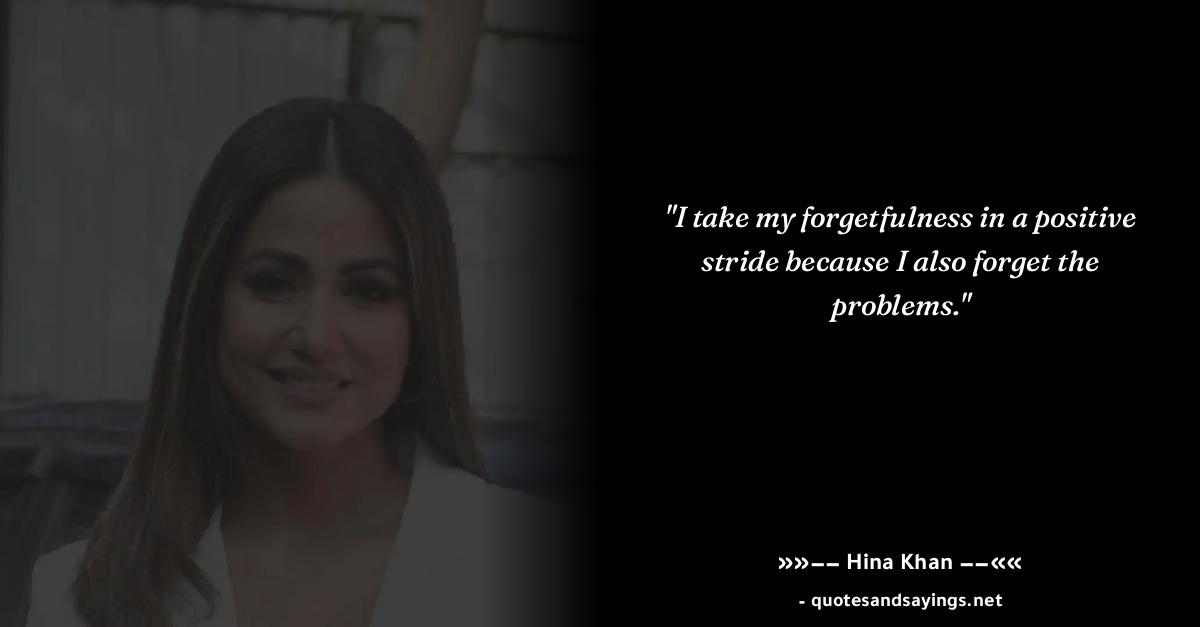 "I take my forgetfulness in a positive
stride because I also forget the
problems."
»»−− Hina Khan −−««
- quotesandsayings.net